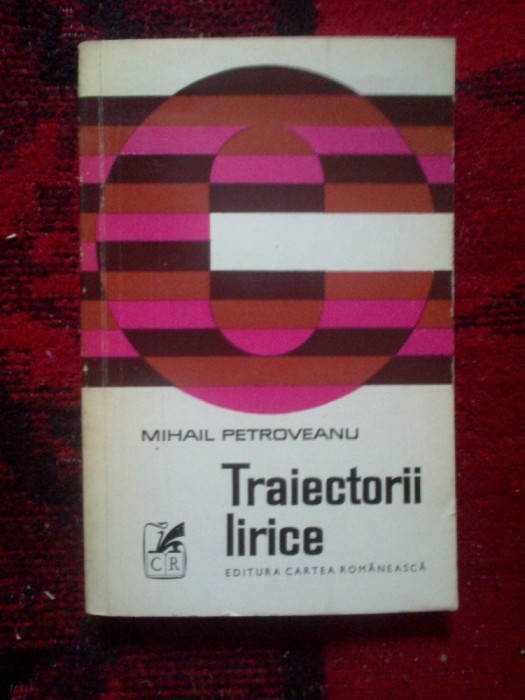 MIHAIL PETROVEANU
Traiectorii
lirice
CR
EDITURA CARTEA ROMÂNEASCĂ